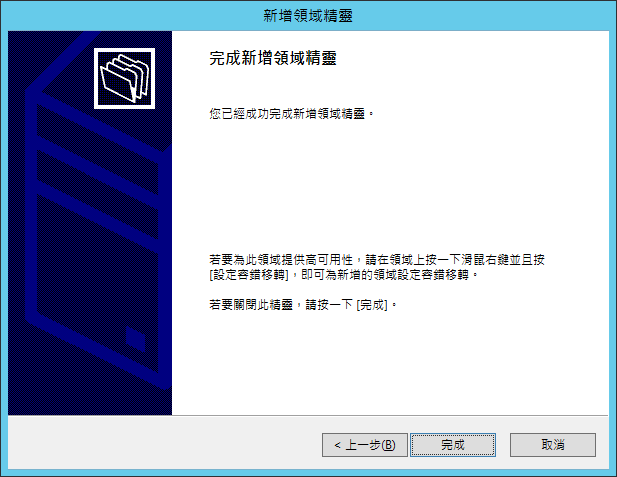 新增領域精靈
完成新增領域精靈
您已經成功完成新增領域精靈。
若要為此領域提供高可用性，請在領域上按一下滑鼠右鍵並且按
[設定容錯移轉]，即可為新增的領域設定容錯移轉。
若要關閉此精靈，請按一下 [完成]。
< 上一步(B)
完成
取消